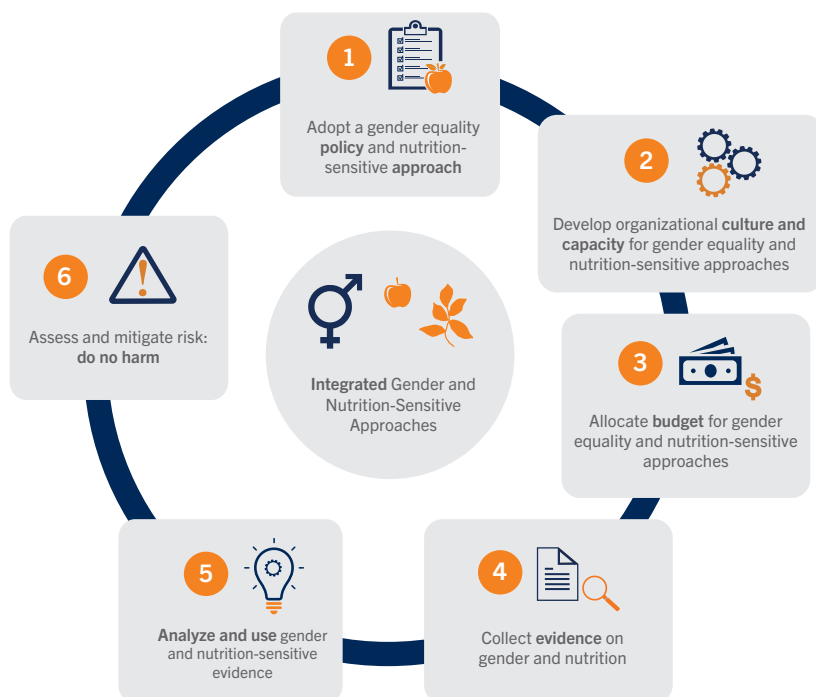 1
Adopt a gender equality
policy and nutrition-
sensitive approach
2
Develop organizational culture and
capacity for gender equality and
nutrition-sensitive approaches
3
$
Allocate budget for gender
equality and nutrition-sensitive
approaches
4
Collect evidence on
gender and nutrition
5
Analyze and use gender
and nutrition-sensitive
evidence
6
Assess and mitigate risk:
do no harm
Integrated Gender and
Nutrition-Sensitive
Approaches